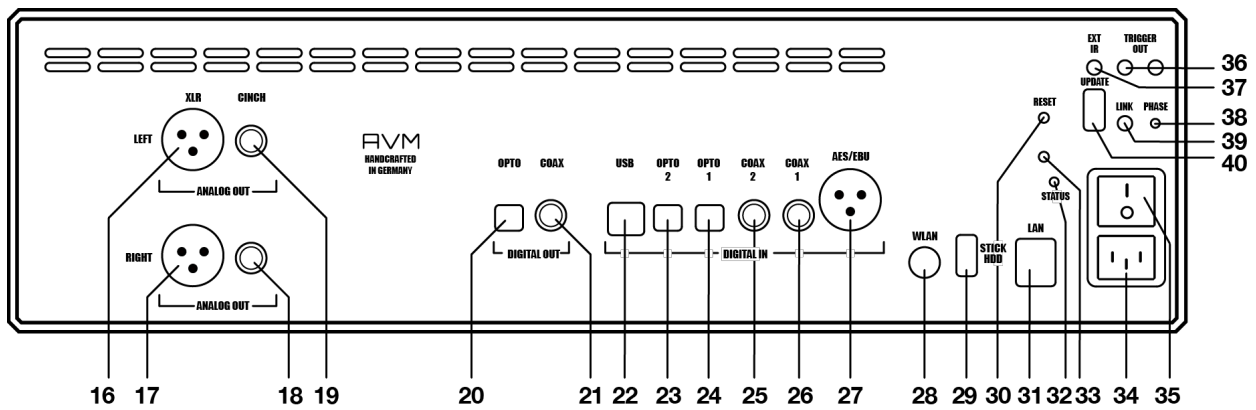 EXT IR
TRIGGER OUT
36
37
UPDATE
LINK
PHASE
38
39
40
RESET
STATUS
XLR
CINCH
LEFT
ANALOG OUT
RIGHT
ANALOG OUT
AVM
HANDCRAFTED
IN GERMANY
OPTO
COAX
DIGITAL OUT
USB
OPTO 2
OPTO 1
COAX 2
COAX 1
AES/EBU
DIGITAL IN
WLAN
STICK
HDD
LAN
16 17 18 19 20 21 22 23 24 25 26 27 28 29 30 31 32 33 34 35